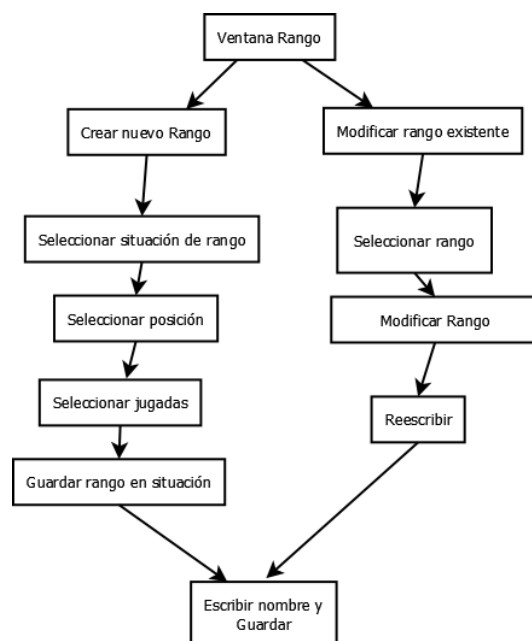 Ventana Rango
Crear nuevo Rango
Modificar rango existente
Seleccionar situación de rango
Seleccionar rango
Seleccionar posición
Modificar Rango
Seleccionar jugadas
Reescribir
Guardar rango en situación
Escribir nombre y
Guardar